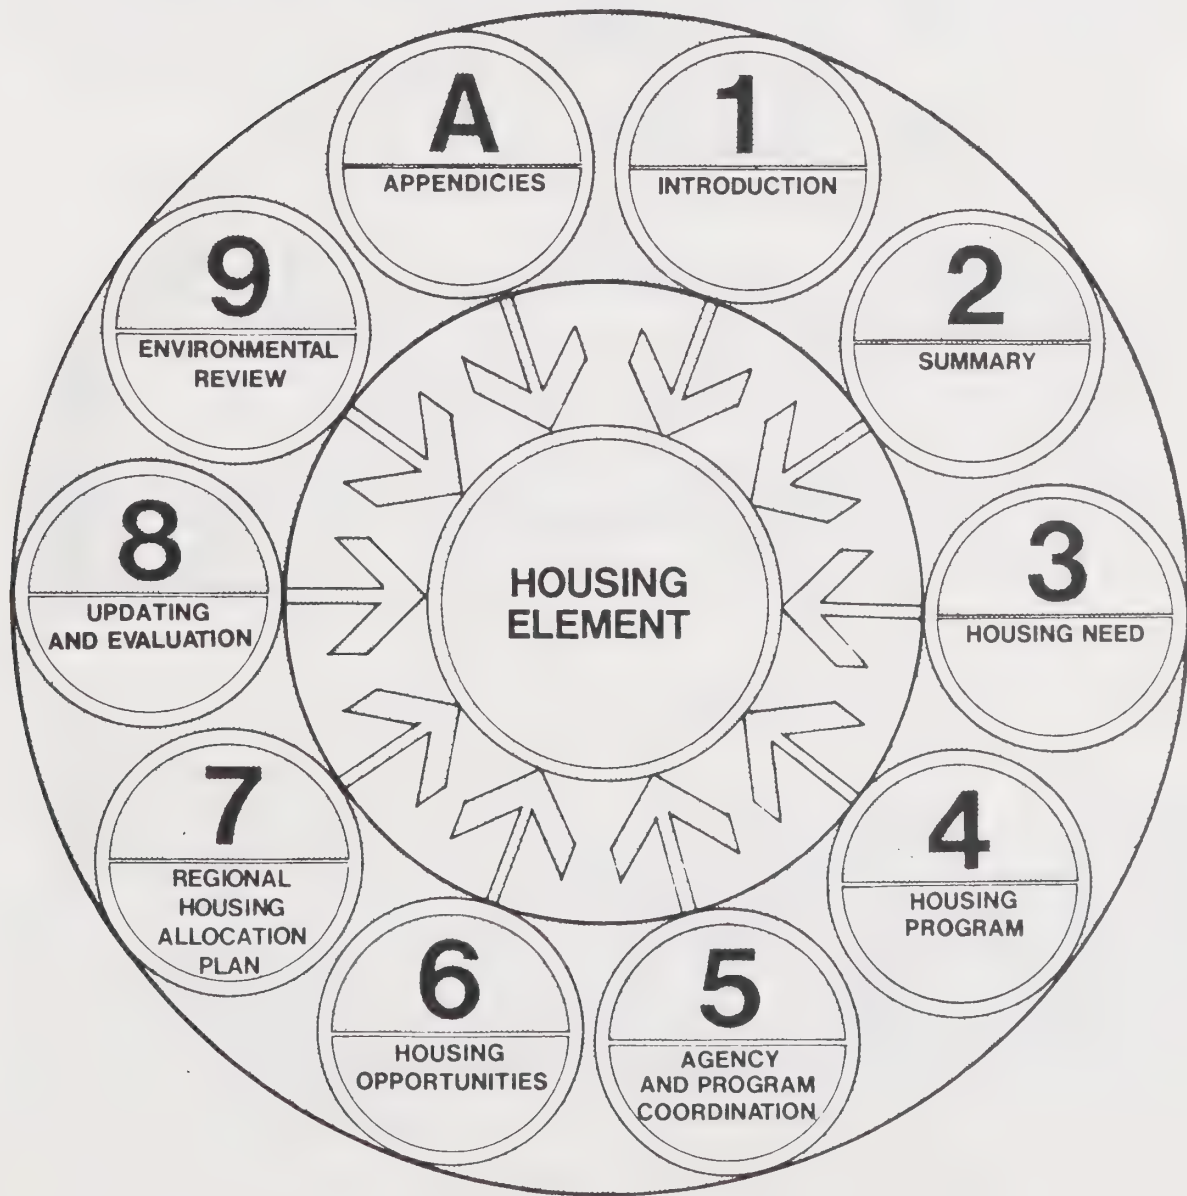 A
APPENDICIES
1
INTRODUCTION
2
SUMMARY
3
HOUSING NEED
4
HOUSING
PROGRAM
5
AGENCY
AND PROGRAM
COORDINATION
6
HOUSING
OPPORTUNITIES
7
REGIONAL
HOUSING
ALLOCATION
PLAN
8
UPDATING
AND EVALUATION
9
ENVIRONMENTAL
REVIEW
HOUSING
ELEMENT